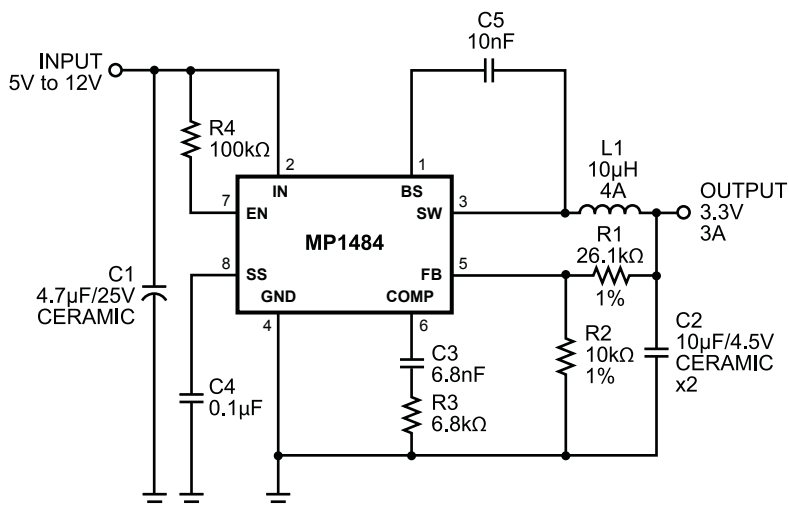 C5
10nF
INPUT
5V to 12V
R4
100kΩ
2
1
L1
10µH
4A
IN
BS
7
EN
SW
3
OUTPUT
3.3V
3A
MP1484
R1
26.1kΩ
1%
8
SS
FB
5
C1
4.7µF/25V
CERAMIC
GND
COMP
4
6
C2
10µF/4.5V
CERAMIC
x2
R2
10kΩ
1%
C3
6.8nF
C4
0.1µF
R3
6.8kΩ